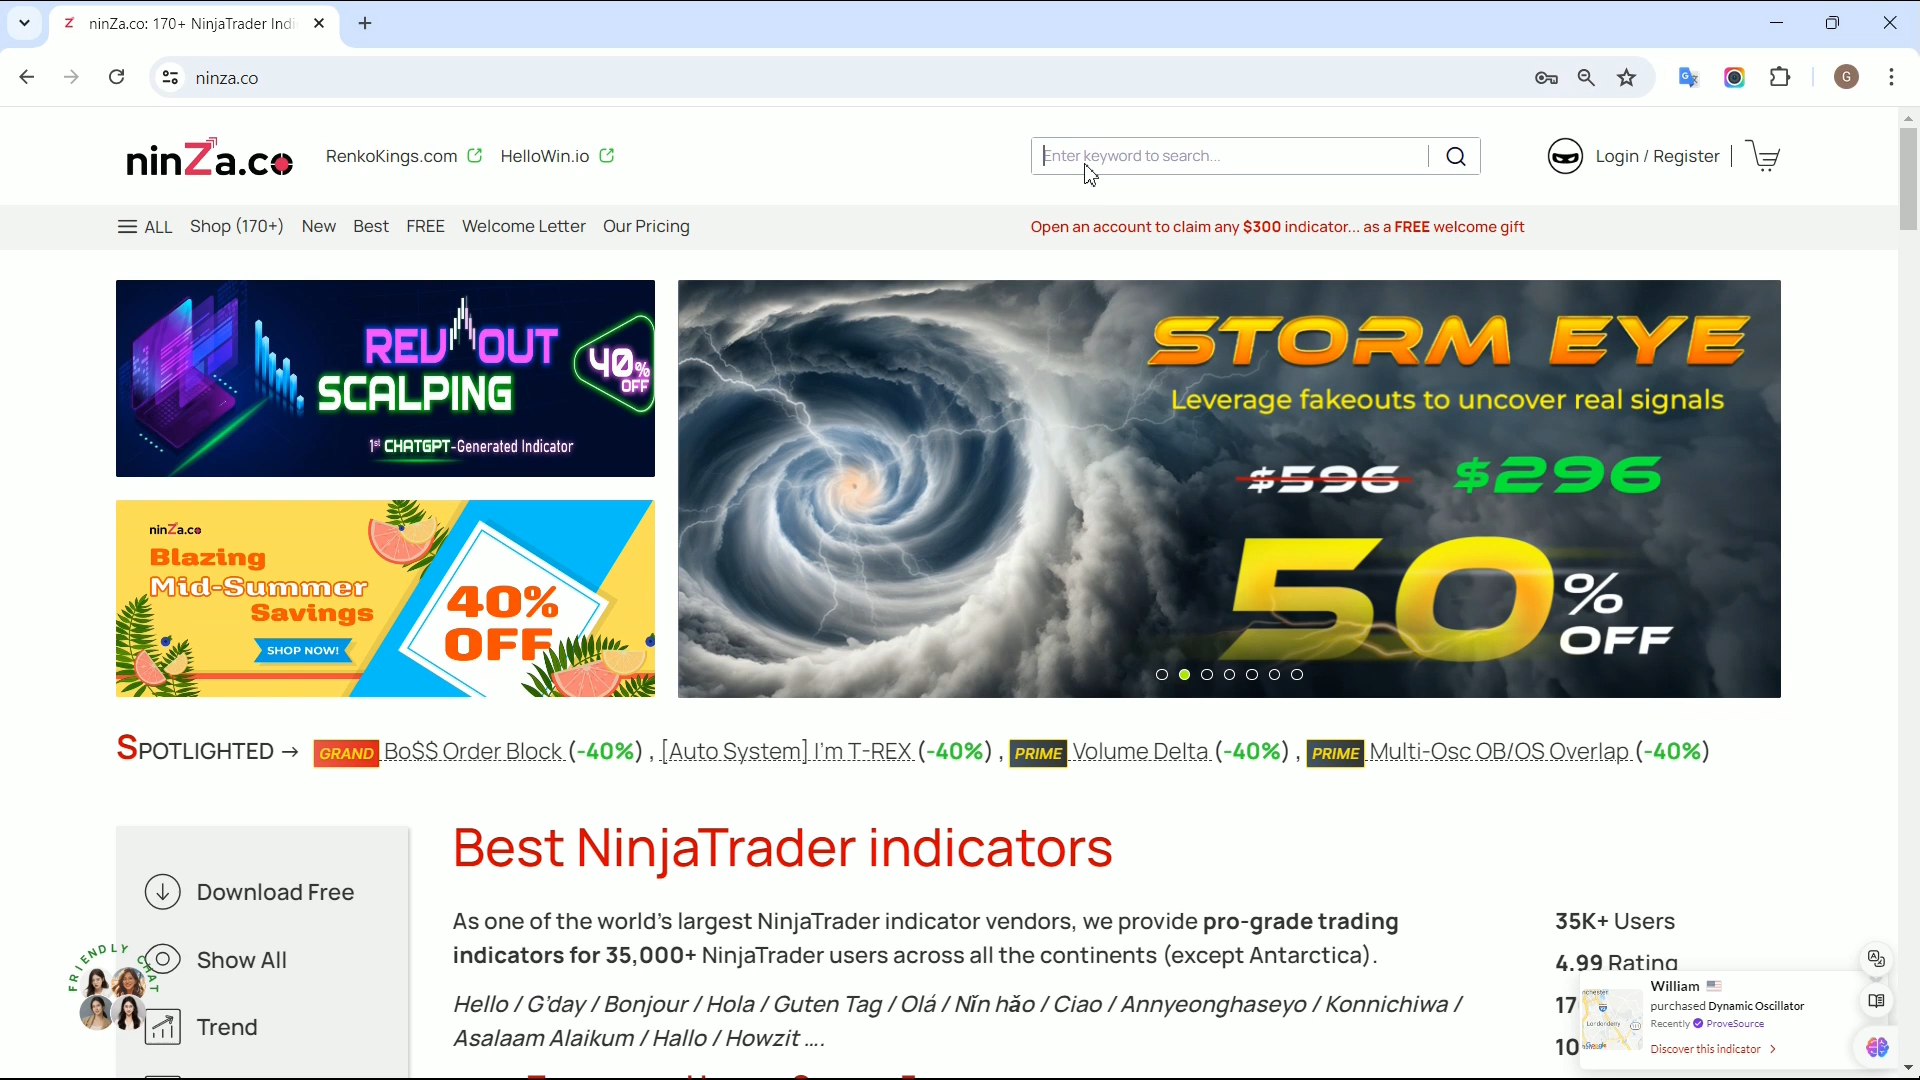 ninZa.co: 170+ NinjaTrader Indi
ninza.co
G
ninZa.co
RenkoKings.com
HelloWin.io
Enter keyword to search...
Login / Register
ALL
Shop (170+)
New
Best
FREE
Welcome Letter
Our Pricing
Open an account to claim any $300 indicator... as a FREE welcome gift
REV OUT
SCALPING
40% OFF
1st CHATGPT-Generated Indicator
STORM EYE
Leverage fakeouts to uncover real signals
$596 $296
50% OFF
ninZa.co
Blazing
Mid-Summer
Savings
SHOP NOW!
40%
OFF
SPOTLIGHTED → GRAND Bo$$ Order Block (-40%) , [Auto System] I'm T-REX (-40%) , PRIME Volume Delta (-40%) , PRIME Multi-Osc OB/OS Overlap (-40%)
Download Free
Show All
Trend
FRIENDLY CHAT
Best NinjaTrader indicators
As one of the world's largest NinjaTrader indicator vendors, we provide pro-grade trading
indicators for 35,000+ NinjaTrader users across all the continents (except Antarctica).
Hello / G'day / Bonjour / Hola / Guten Tag / Olá / Nǐn hǎo / Ciao / Annyeonghaseyo / Konnichiwa /
Asalaam Alaikum / Hallo / Howzit ....
35K+ Users
4.99 Rating
17
10
William
purchased Dynamic Oscillator
Recently ProveSource
Discover this indicator